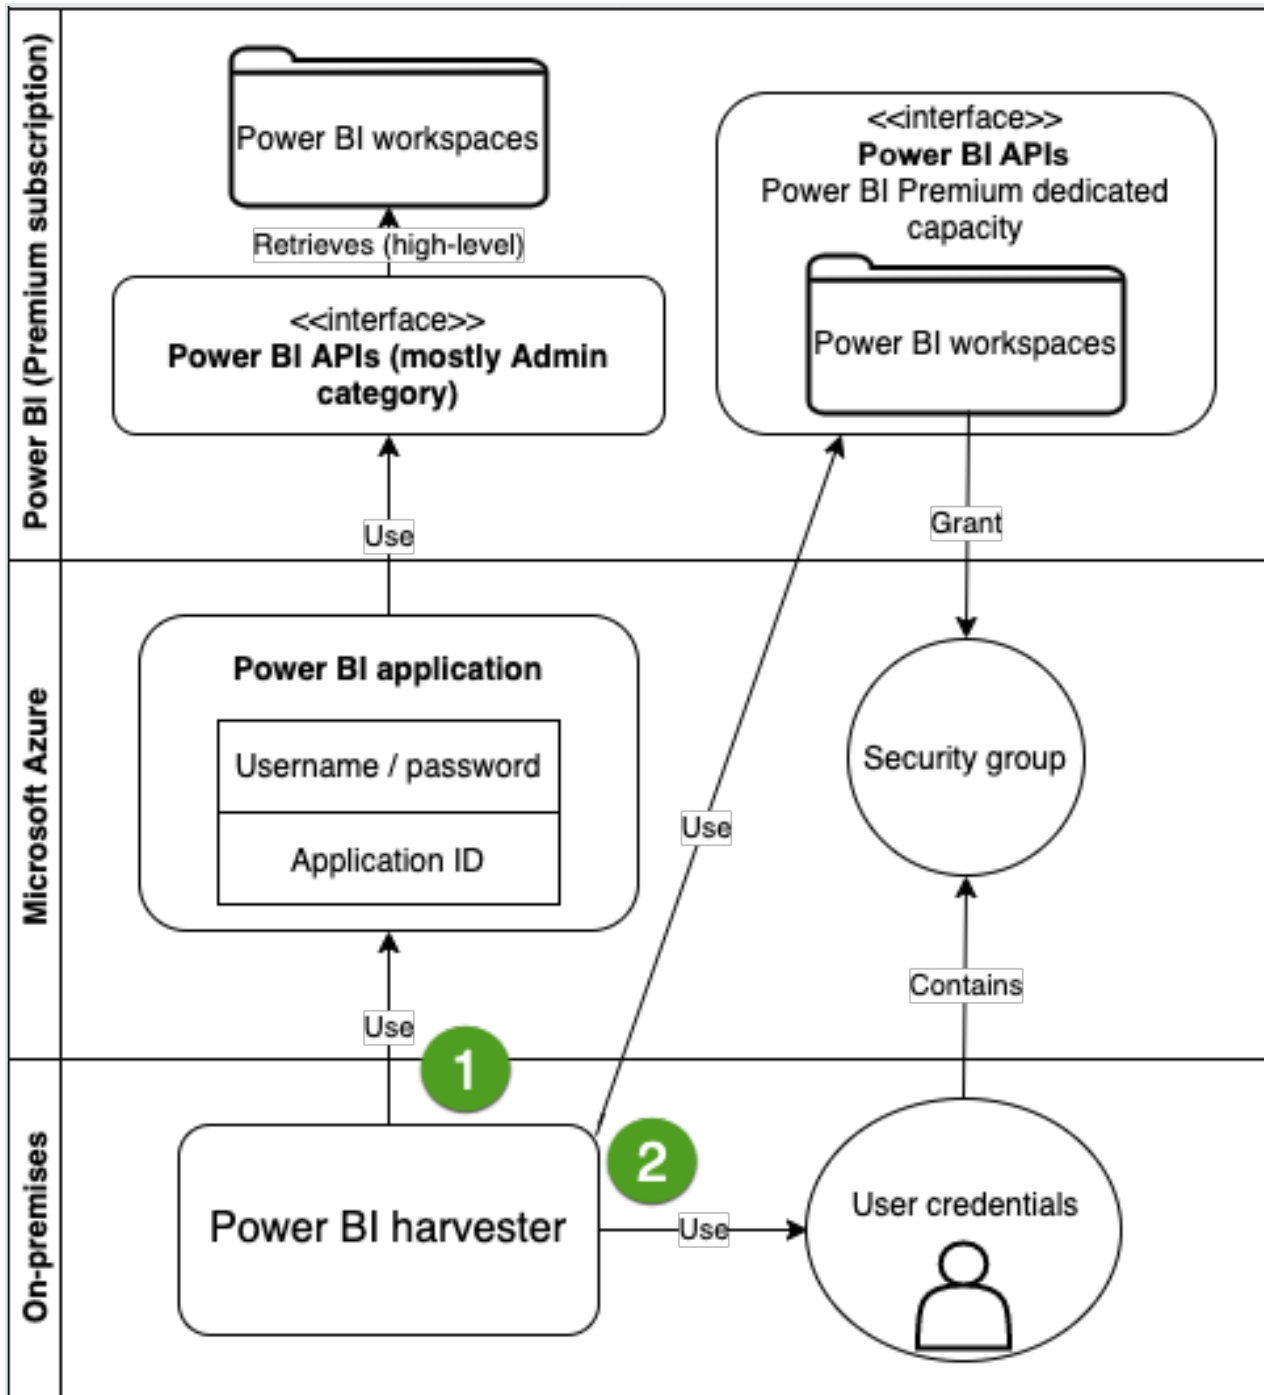 Power BI (Premium subscription)
Power BI workspaces
Retrieves (high-level)
<<interface>>
Power BI APIs (mostly Admin
category)
Use
<<interface>>
Power BI APIs
Power BI Premium dedicated
capacity
Power BI workspaces
Grant
Microsoft Azure
Power BI application
Username / password
Application ID
Use
Use
Security group
Contains
On-premises
1
2
Power BI harvester
Use
User credentials